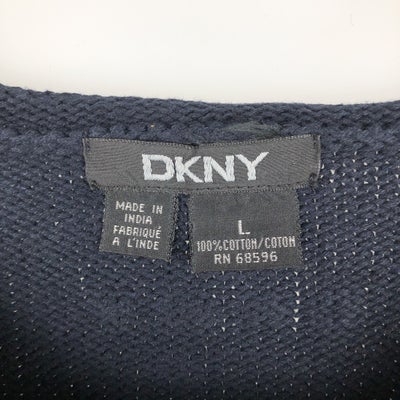 DKNY
MADE IN
INDIA
FABRIQUÉ
À L'INDE
L
100% COTTON/COTON
RN 68596